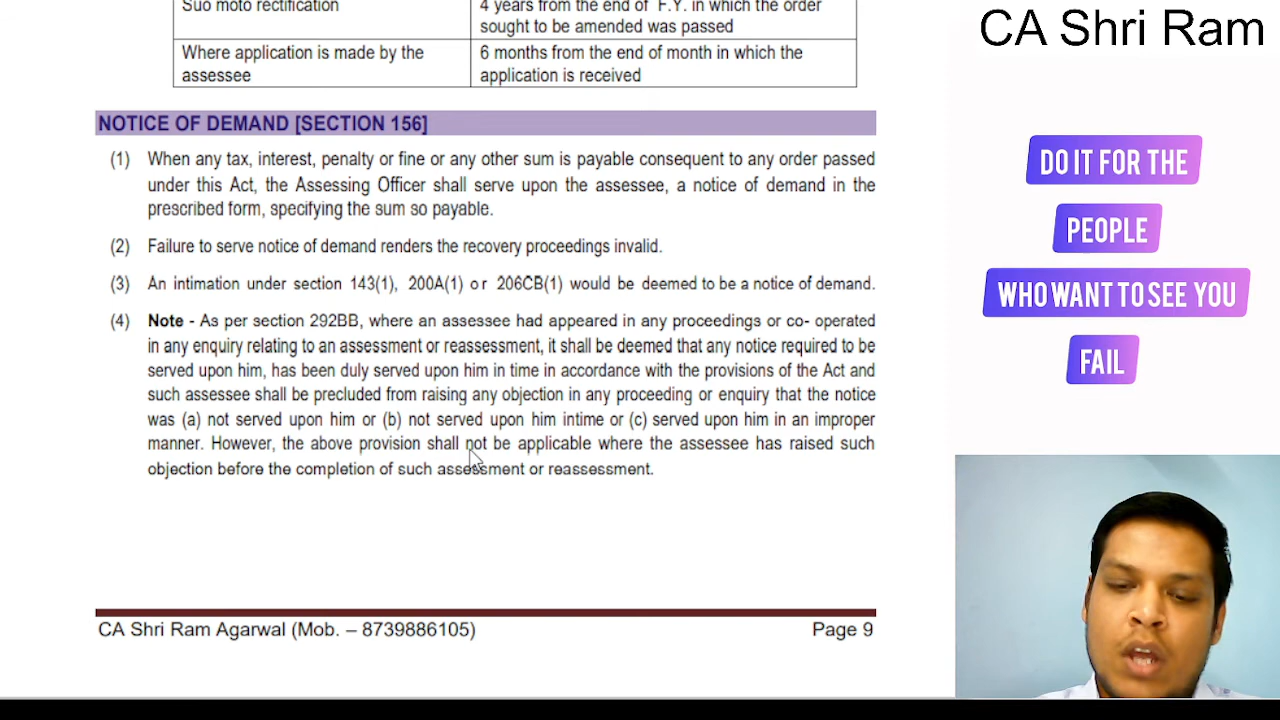 CA Shri Ram
Suo moto rectification
4 years from the end of F.Y. in which the order
sought to be amended was passed
Where application is made by the
assessee
6 months from the end of month in which the
application is received
NOTICE OF DEMAND [SECTION 156]
(1) When any tax, interest, penalty or fine or any other sum is payable consequent to any order passed
under this Act, the Assessing Officer shall serve upon the assessee, a notice of demand in the
prescribed form, specifying the sum so payable.
(2) Failure to serve notice of demand renders the recovery proceedings invalid.
(3) An intimation under section 143(1), 200A(1) or 206CB(1) would be deemed to be a notice of demand.
(4) Note - As per section 292BB, where an assessee had appeared in any proceedings or co- operated
in any enquiry relating to an assessment or reassessment, it shall be deemed that any notice required to be
served upon him, has been duly served upon him in time in accordance with the provisions of the Act and
such assessee shall be precluded from raising any objection in any proceeding or enquiry that the notice
was (a) not served upon him or (b) not served upon him intime or (c) served upon him in an improper
manner. However, the above provision shall not be applicable where the assessee has raised such
objection before the completion of such assessment or reassessment.
CA Shri Ram Agarwal (Mob. – 8739886105)
Page 9
DO IT FOR THE
PEOPLE
WHO WANT TO SEE YOU
FAIL